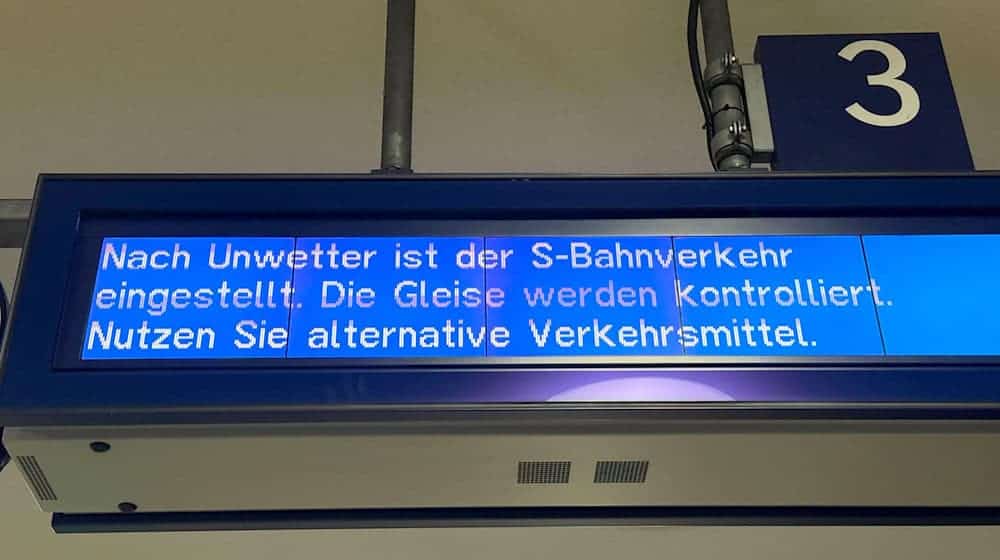 3
Nach Unwetter ist der S-Bahnverkehr
eingestellt. Die Gleise werden kontrolliert.
Nutzen Sie alternative Verkehrsmittel.